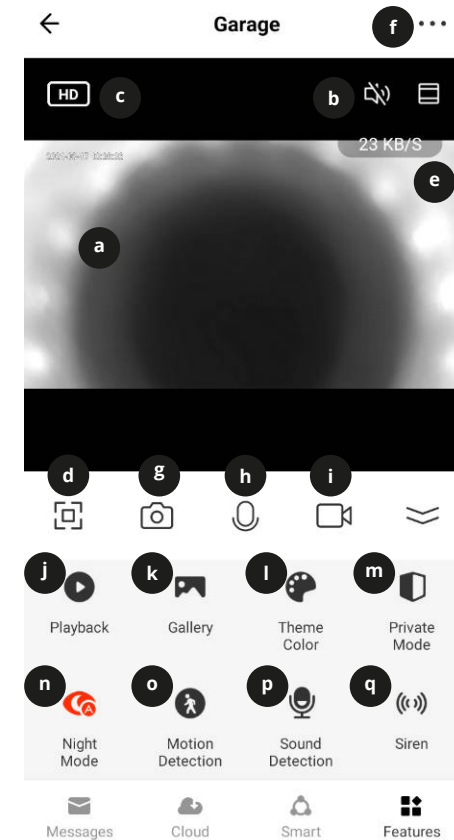 Garage
f
HD
c
b
23 KB/S
e
a
d
g
h
i
j
k
l
m
Playback
Gallery
Theme
Color
Private
Mode
n
o
p
q
Night
Mode
Motion
Detection
Sound
Detection
Siren
Messages
Cloud
Smart
Features